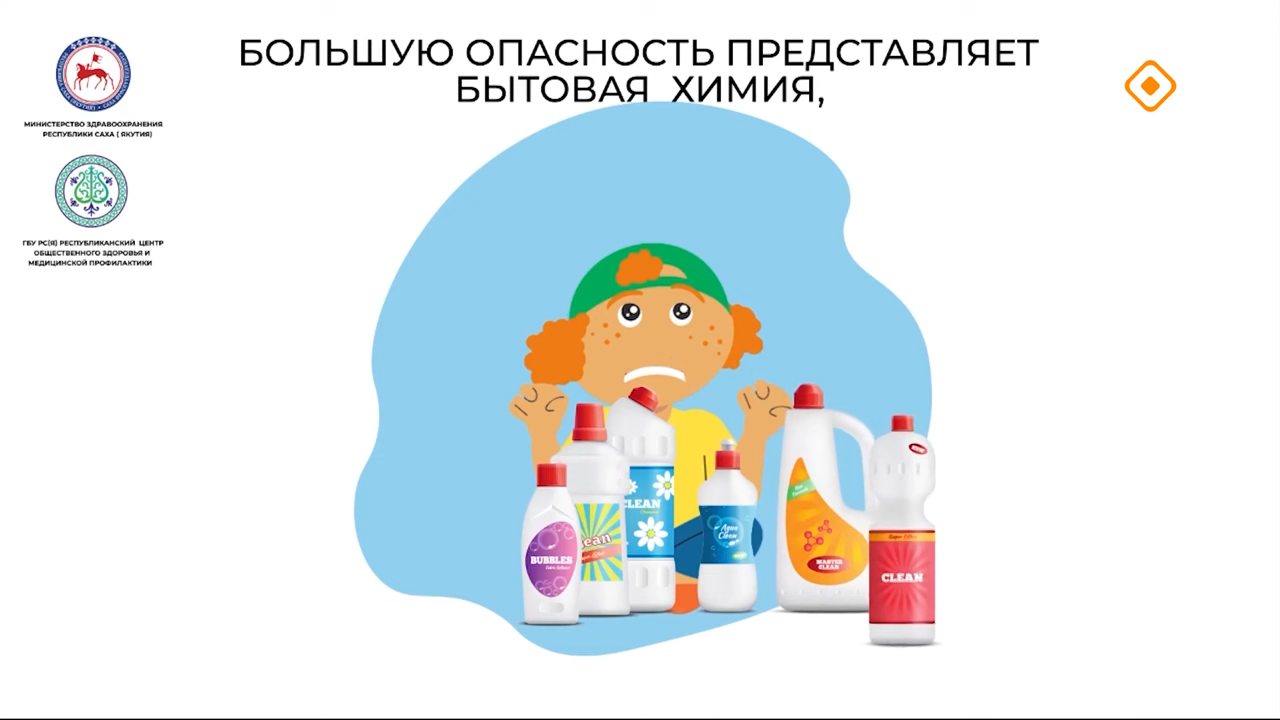 БОЛЬШУЮ ОПАСНОСТЬ ПРЕДСТАВЛЯЕТ
БЫТОВАЯ ХИМИЯ,
МИНИСТЕРСТВО ЗДРАВООХРАНЕНИЯ
РЕСПУБЛИКИ САХА ( ЯКУТИЯ)
ГБУ РС(Я) РЕСПУБЛИКАНСКИЙ ЦЕНТР
ОБЩЕСТВЕННОГО ЗДОРОВЬЯ И
МЕДИЦИНСКОЙ ПРОФИЛАКТИКИ
BUBBLES
CLEAN
Aqua
Clean
MASTER
CLEAN
CLEAN